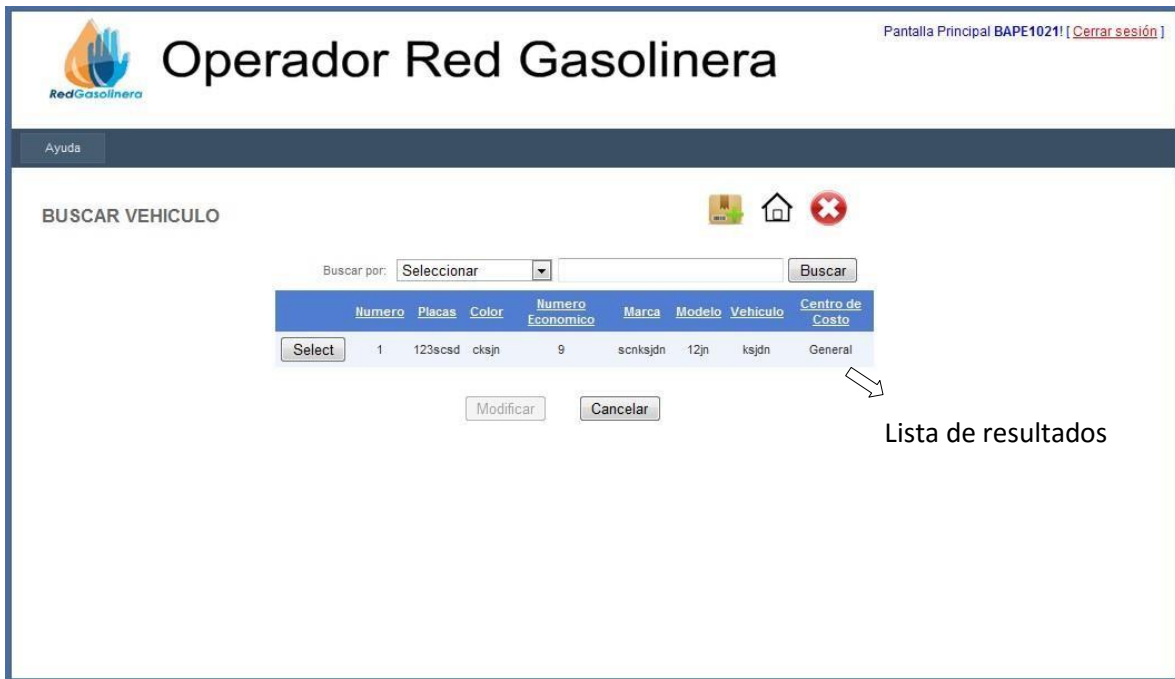 Pantalla Principal BAPE1021! [ Cerrar sesión ]
RedGasolinera
Operador Red Gasolinera
Ayuda
BUSCAR VEHICULO
Buscar por: Seleccionar Buscar
Numero Placas Color Numero Economico Marca Modelo Vehiculo Centro de Costo
Select 1 123scsd cksjn 9 scnksjdn 12jn ksjdn General
Modificar Cancelar
Lista de resultados